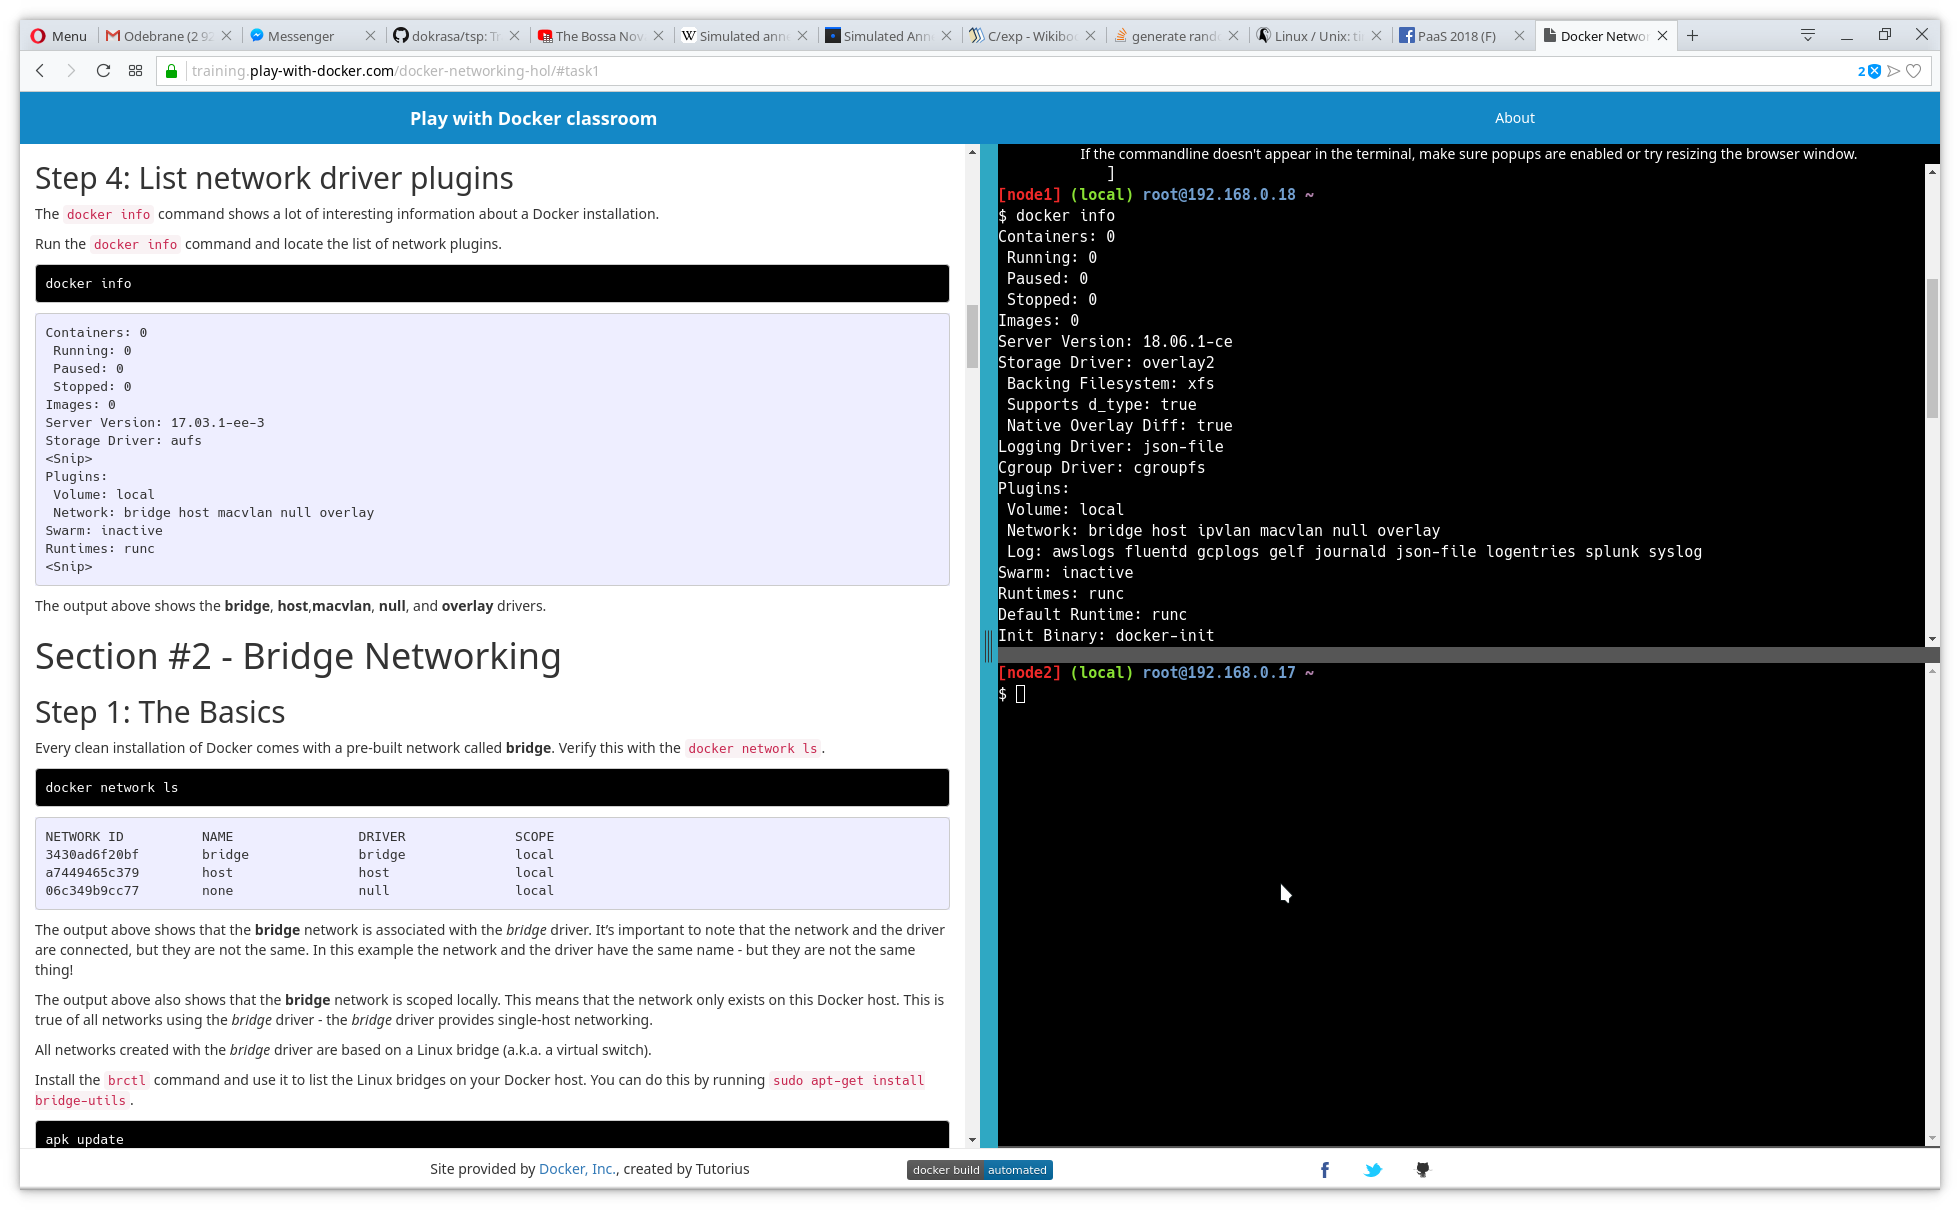 Menu
Odebrane (2 92
Messenger
dokrasa/tsp: Tr
The Bossa Nov
Simulated anne
Simulated Ann
C/exp - Wikibo
generate rand
Linux / Unix: ti
PaaS 2018 (F)
Docker Networ
training.play-with-docker.com/docker-networking-hol/#task1
2
Play with Docker classroom
About
Step 4: List network driver plugins
The docker info command shows a lot of interesting information about a Docker installation.
Run the docker info command and locate the list of network plugins.
docker info
Containers: 0
Running: 0
Paused: 0
Stopped: 0
Images: 0
Server Version: 17.03.1-ee-3
Storage Driver: aufs
<Snip>
Plugins:
Volume: local
Network: bridge host macvlan null overlay
Swarm: inactive
Runtimes: runc
<Snip>
The output above shows the bridge, host,macvlan, null, and overlay drivers.
Section #2 - Bridge Networking
Step 1: The Basics
Every clean installation of Docker comes with a pre-built network called bridge. Verify this with the docker network ls.
docker network ls
NETWORK ID NAME DRIVER SCOPE
3430ad6f20bf bridge bridge local
a7449465c379 host host local
06c349b9cc77 none null local
The output above shows that the bridge network is associated with the bridge driver. It’s important to note that the network and the driver
are connected, but they are not the same. In this example the network and the driver have the same name - but they are not the same
thing!
The output above also shows that the bridge network is scoped locally. This means that the network only exists on this Docker host. This is
true of all networks using the bridge driver - the bridge driver provides single-host networking.
All networks created with the bridge driver are based on a Linux bridge (a.k.a. a virtual switch).
Install the brctl command and use it to list the Linux bridges on your Docker host. You can do this by running sudo apt-get install
bridge-utils.
apk update
If the commandline doesn't appear in the terminal, make sure popups are enabled or try resizing the browser window.
]
[node1] (local) root@192.168.0.18 ~
$ docker info
Containers: 0
Running: 0
Paused: 0
Stopped: 0
Images: 0
Server Version: 18.06.1-ce
Storage Driver: overlay2
Backing Filesystem: xfs
Supports d_type: true
Native Overlay Diff: true
Logging Driver: json-file
Cgroup Driver: cgroupfs
Plugins:
Volume: local
Network: bridge host ipvlan macvlan null overlay
Log: awslogs fluentd gcplogs gelf journald json-file logentries splunk syslog
Swarm: inactive
Runtimes: runc
Default Runtime: runc
Init Binary: docker-init
[node2] (local) root@192.168.0.17 ~
$
Site provided by Docker, Inc., created by Tutorius
docker build automated